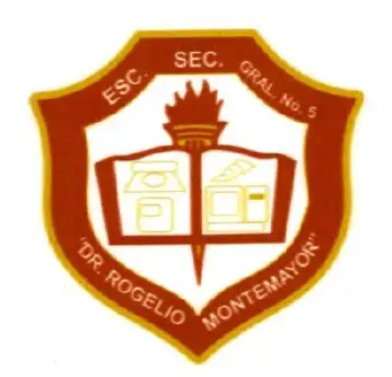 ESC. SEC. GRAL. No. 5
"DR. ROGELIO MONTEMAYOR"